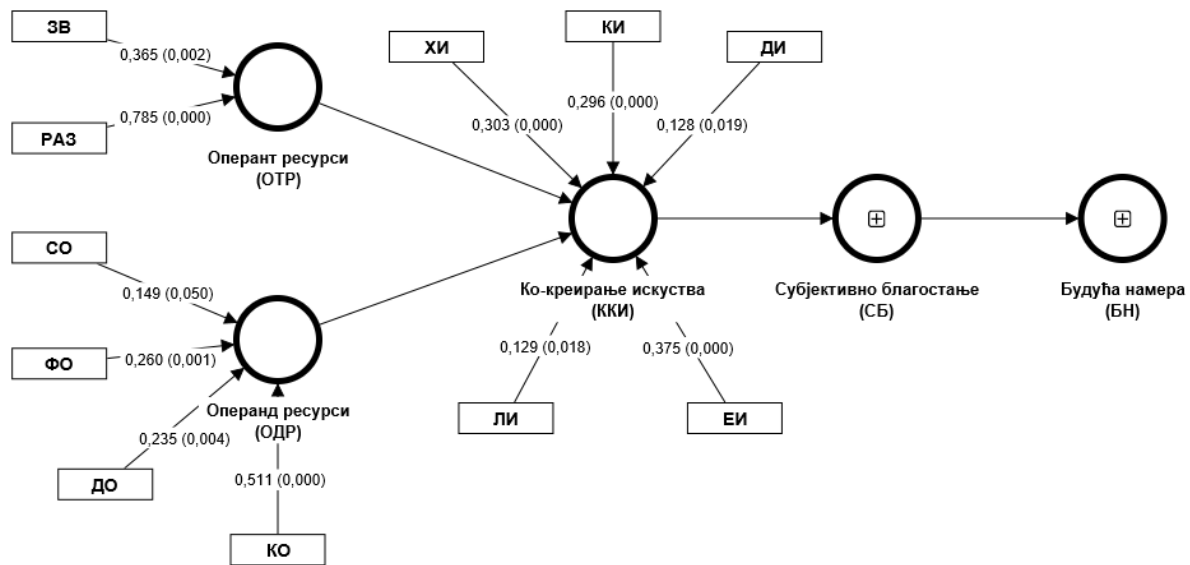 ЗВ
0,365 (0,002)
0,785 (0,000)
РАЗ
Оперант ресурси
(ОТР)
СО
0,149 (0,050)
ФО
0,260 (0,001)
ДО
0,235 (0,004)
Операнд ресурси
(ОДР)
0,511 (0,000)
КО
ХИ
0,303 (0,000)
КИ
0,296 (0,000)
ДИ
0,128 (0,019)
Ко-креирање искуства
(ККИ)
0,129 (0,018)
0,375 (0,000)
ЛИ
ЕИ
Субјективно благостање
(СБ)
Будућа намера
(БН)